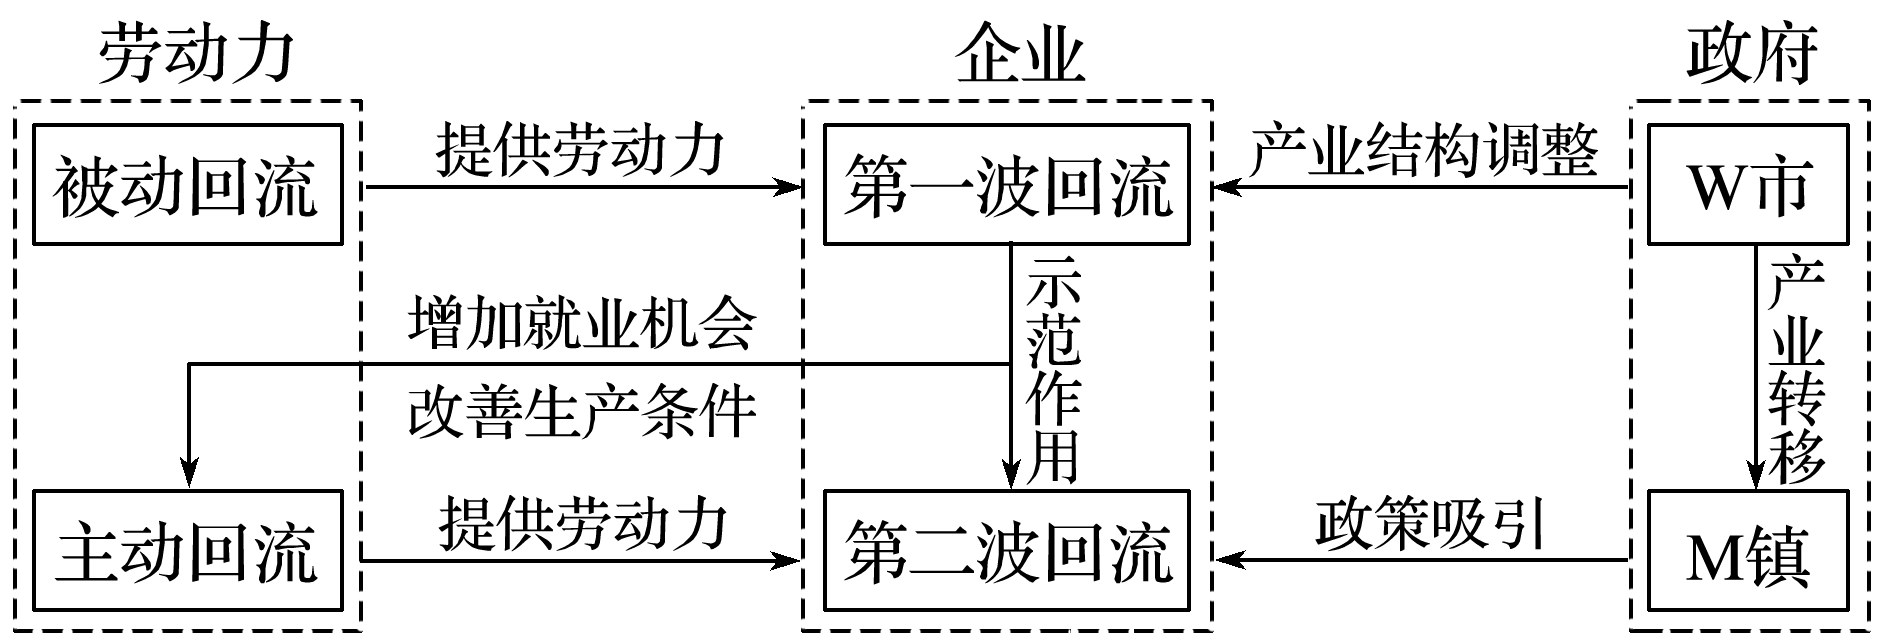 劳动力
企业
政府
被动回流
提供劳动力
第一波回流
产业结构调整
W市
增加就业机会
改善生产条件
示范作用
产业转移
主动回流
提供劳动力
第二波回流
政策吸引
M镇